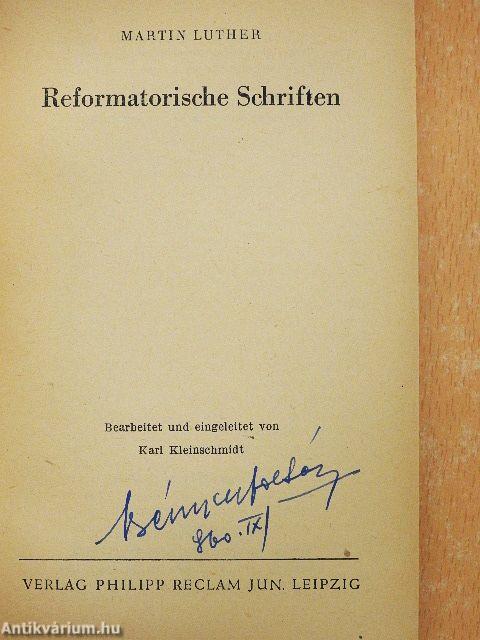 MARTIN LUTHER
Reformatorische Schriften
Bearbeitet und eingeleitet von
Karl Kleinschmidt
VERLAG PHILIPP RECLAM JUN. LEIPZIG
Antikvárium.hu